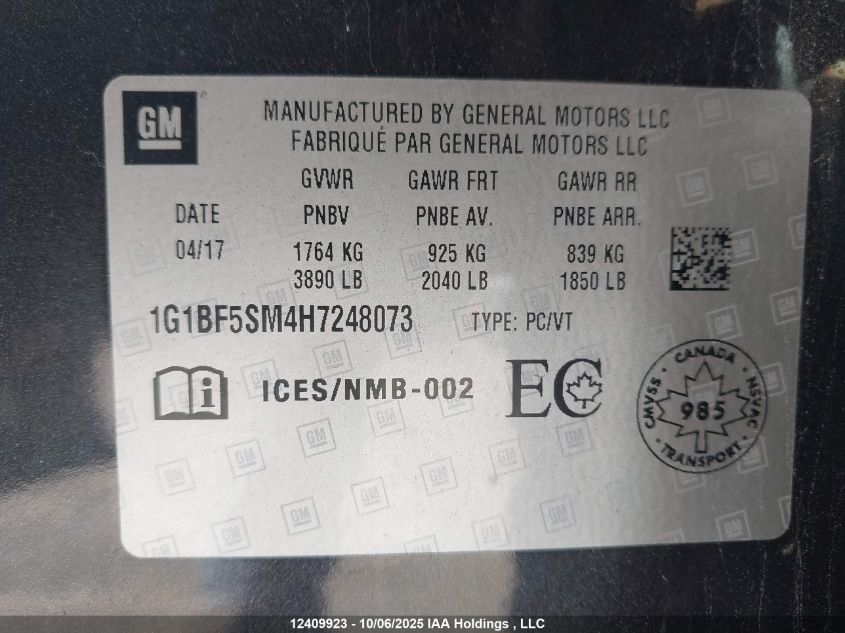 GM
MANUFACTURED BY GENERAL MOTORS LLC
FABRIQUÉ PAR GENERAL MOTORS LLC
GVWR GAWR FRT GAWR RR
DATE PNBV PNBE AV. PNBE ARR.
04/17 1764 KG 925 KG 839 KG
3890 LB 2040 LB 1850 LB
1G1BF5SM4H7248073 TYPE: PC/VT
i ICES/NMB-002 EC
CANADA
CMVSS 985 NSVAC
TRANSPORT
12409923 - 10/06/2025 IAA Holdings , LLC